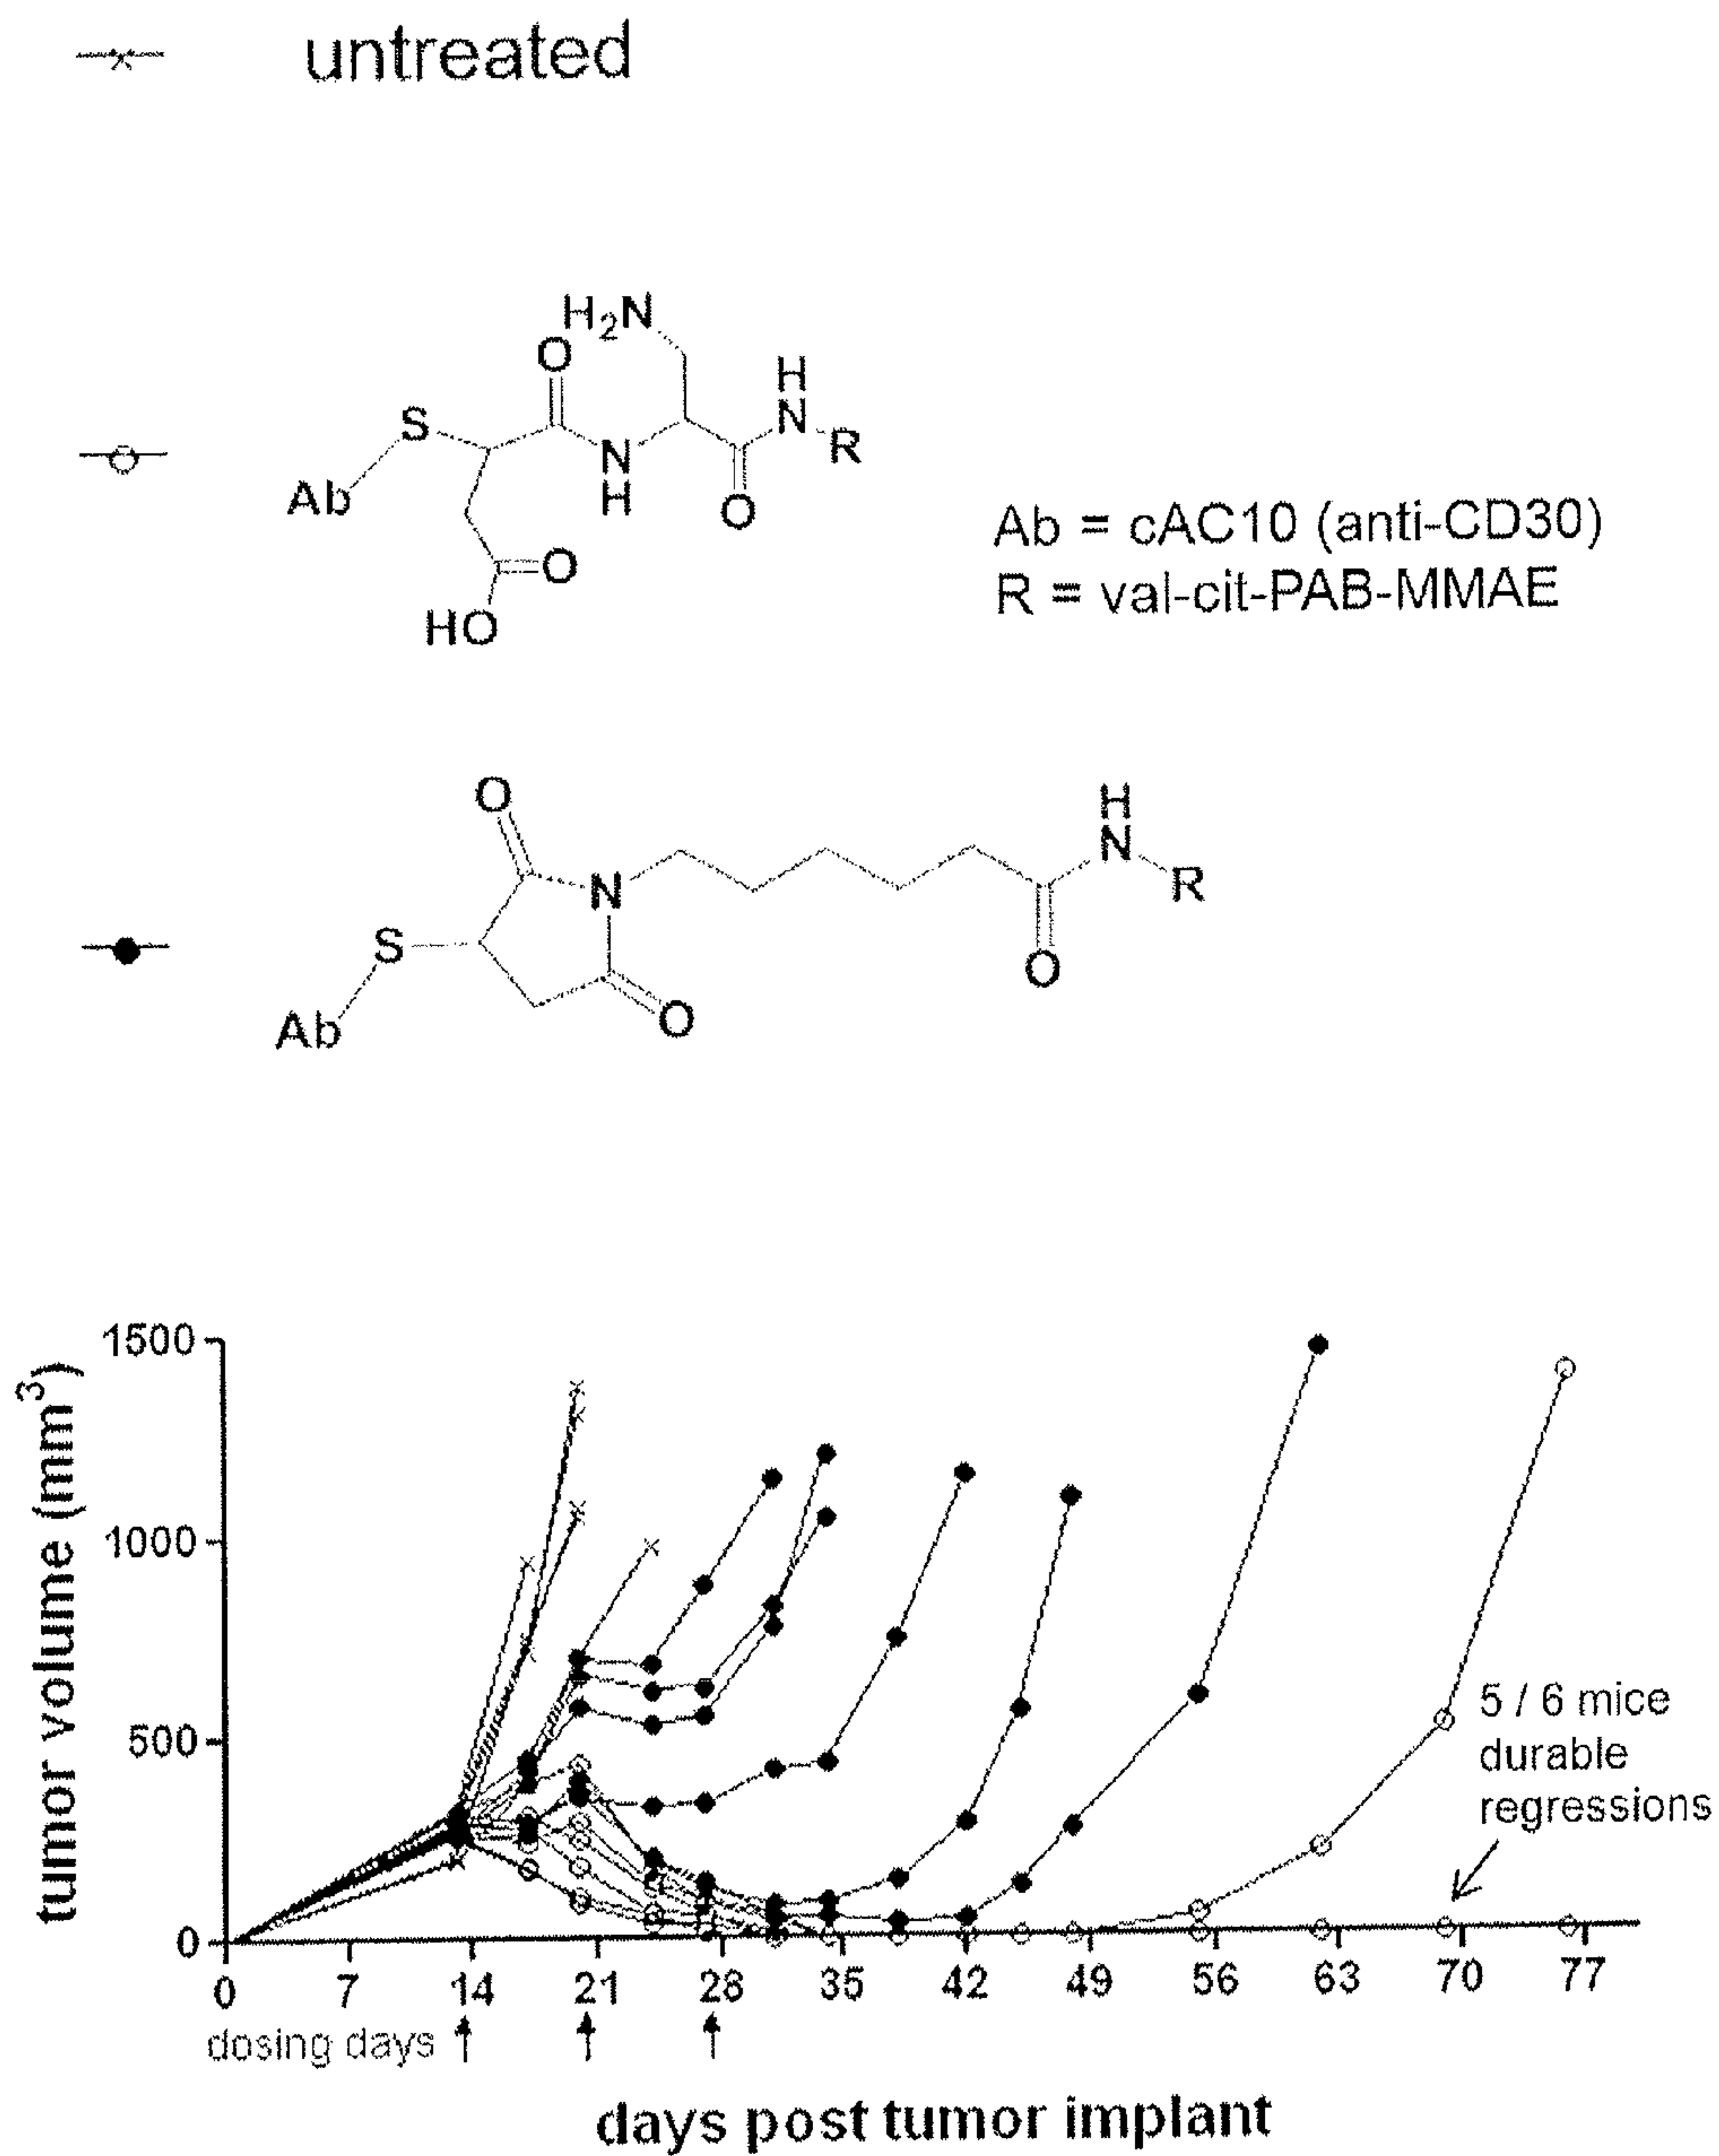 untreated
H2N
O
H
N
S
R
N
H
Ab
O
O
HO
Ab = cAC10 (anti-CD30)
R = val-cit-PAB-MMAE
O
H
N
N
R
S
O
O
Ab
1500
1000
500
0
tumor volume (mm3)
5 / 6 mice
durable
regressions
0 7 14 21 28 35 42 49 56 63 70 77
dosing days
days post tumor implant